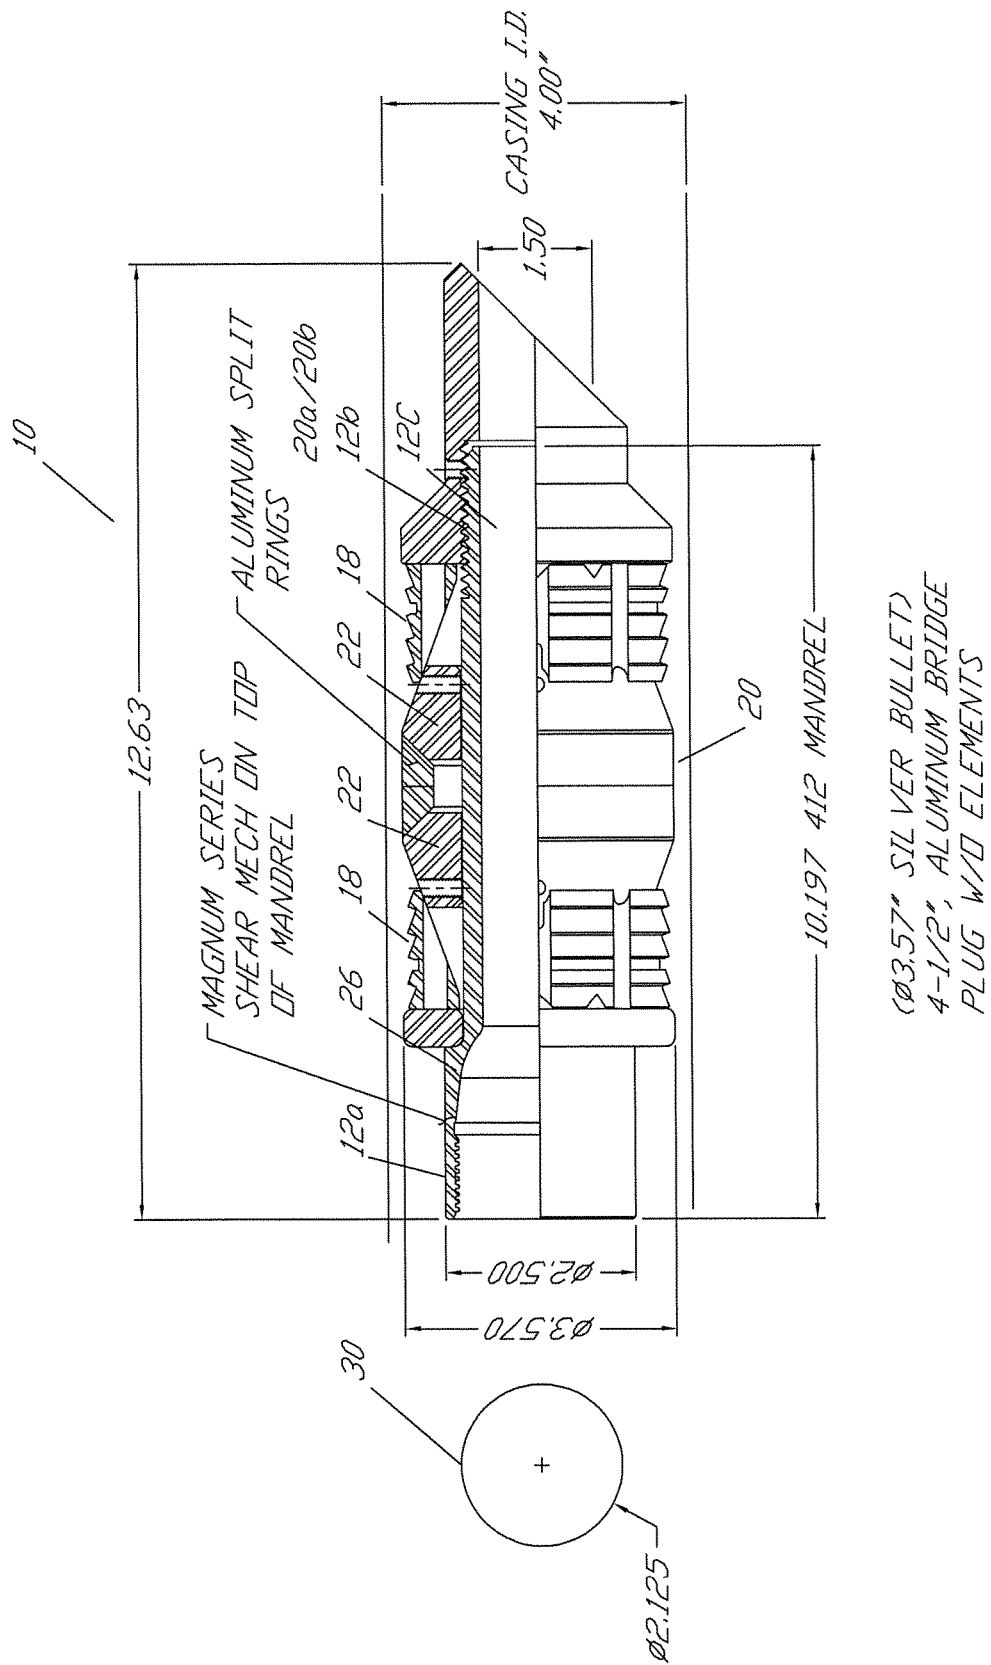 10
12.63
MAGNUM SERIES
SHEAR MECH ON TOP
OF MANDREL
ALUMINUM SPLIT
RINGS
12a
26
18
22
22
18
20a/20b
12b
12C
1.50
CASING I.D.
4.00"
30
Ø2.125
Ø3.570
Ø2.500
20
10.197 412 MANDREL
(Ø3.57" SILVER BULLET)
4-1/2", ALUMINUM BRIDGE
PLUG W/O ELEMENTS